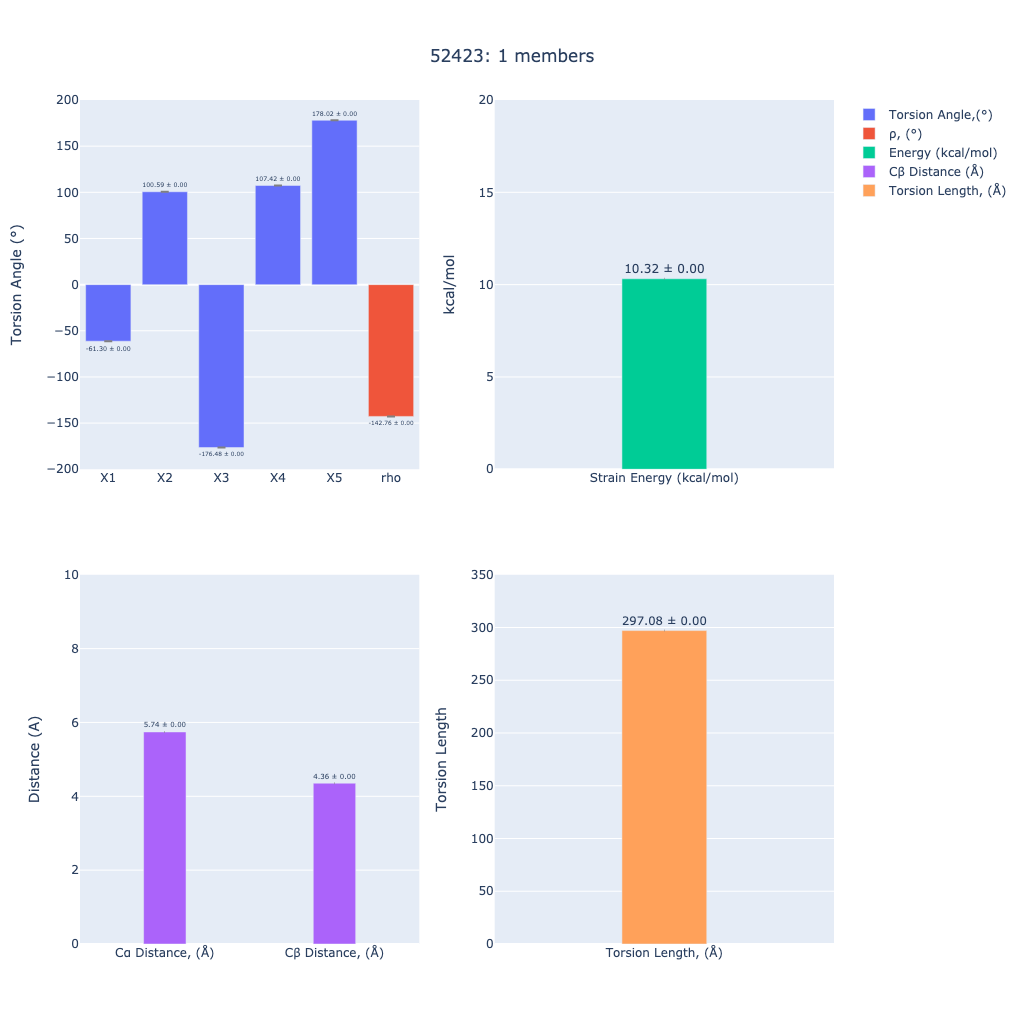 52423: 1 members
Torsion Angle (°)
200
150
100
50
0
−50
−100
−150
−200
-61.30 ± 0.00
100.59 ± 0.00
-176.48 ± 0.00
107.42 ± 0.00
178.02 ± 0.00
-142.76 ± 0.00
X1 X2 X3 X4 X5 rho
kcal/mol
20
15
10
5
0
10.32 ± 0.00
Strain Energy (kcal/mol)
Torsion Angle,(°)
ρ, (°)
Energy (kcal/mol)
Cβ Distance (Å)
Torsion Length, (Å)
Distance (A)
10
8
6
4
2
0
5.74 ± 0.00
4.36 ± 0.00
Cα Distance, (Å) Cβ Distance, (Å)
Torsion Length
350
300
250
200
150
100
50
0
297.08 ± 0.00
Torsion Length, (Å)